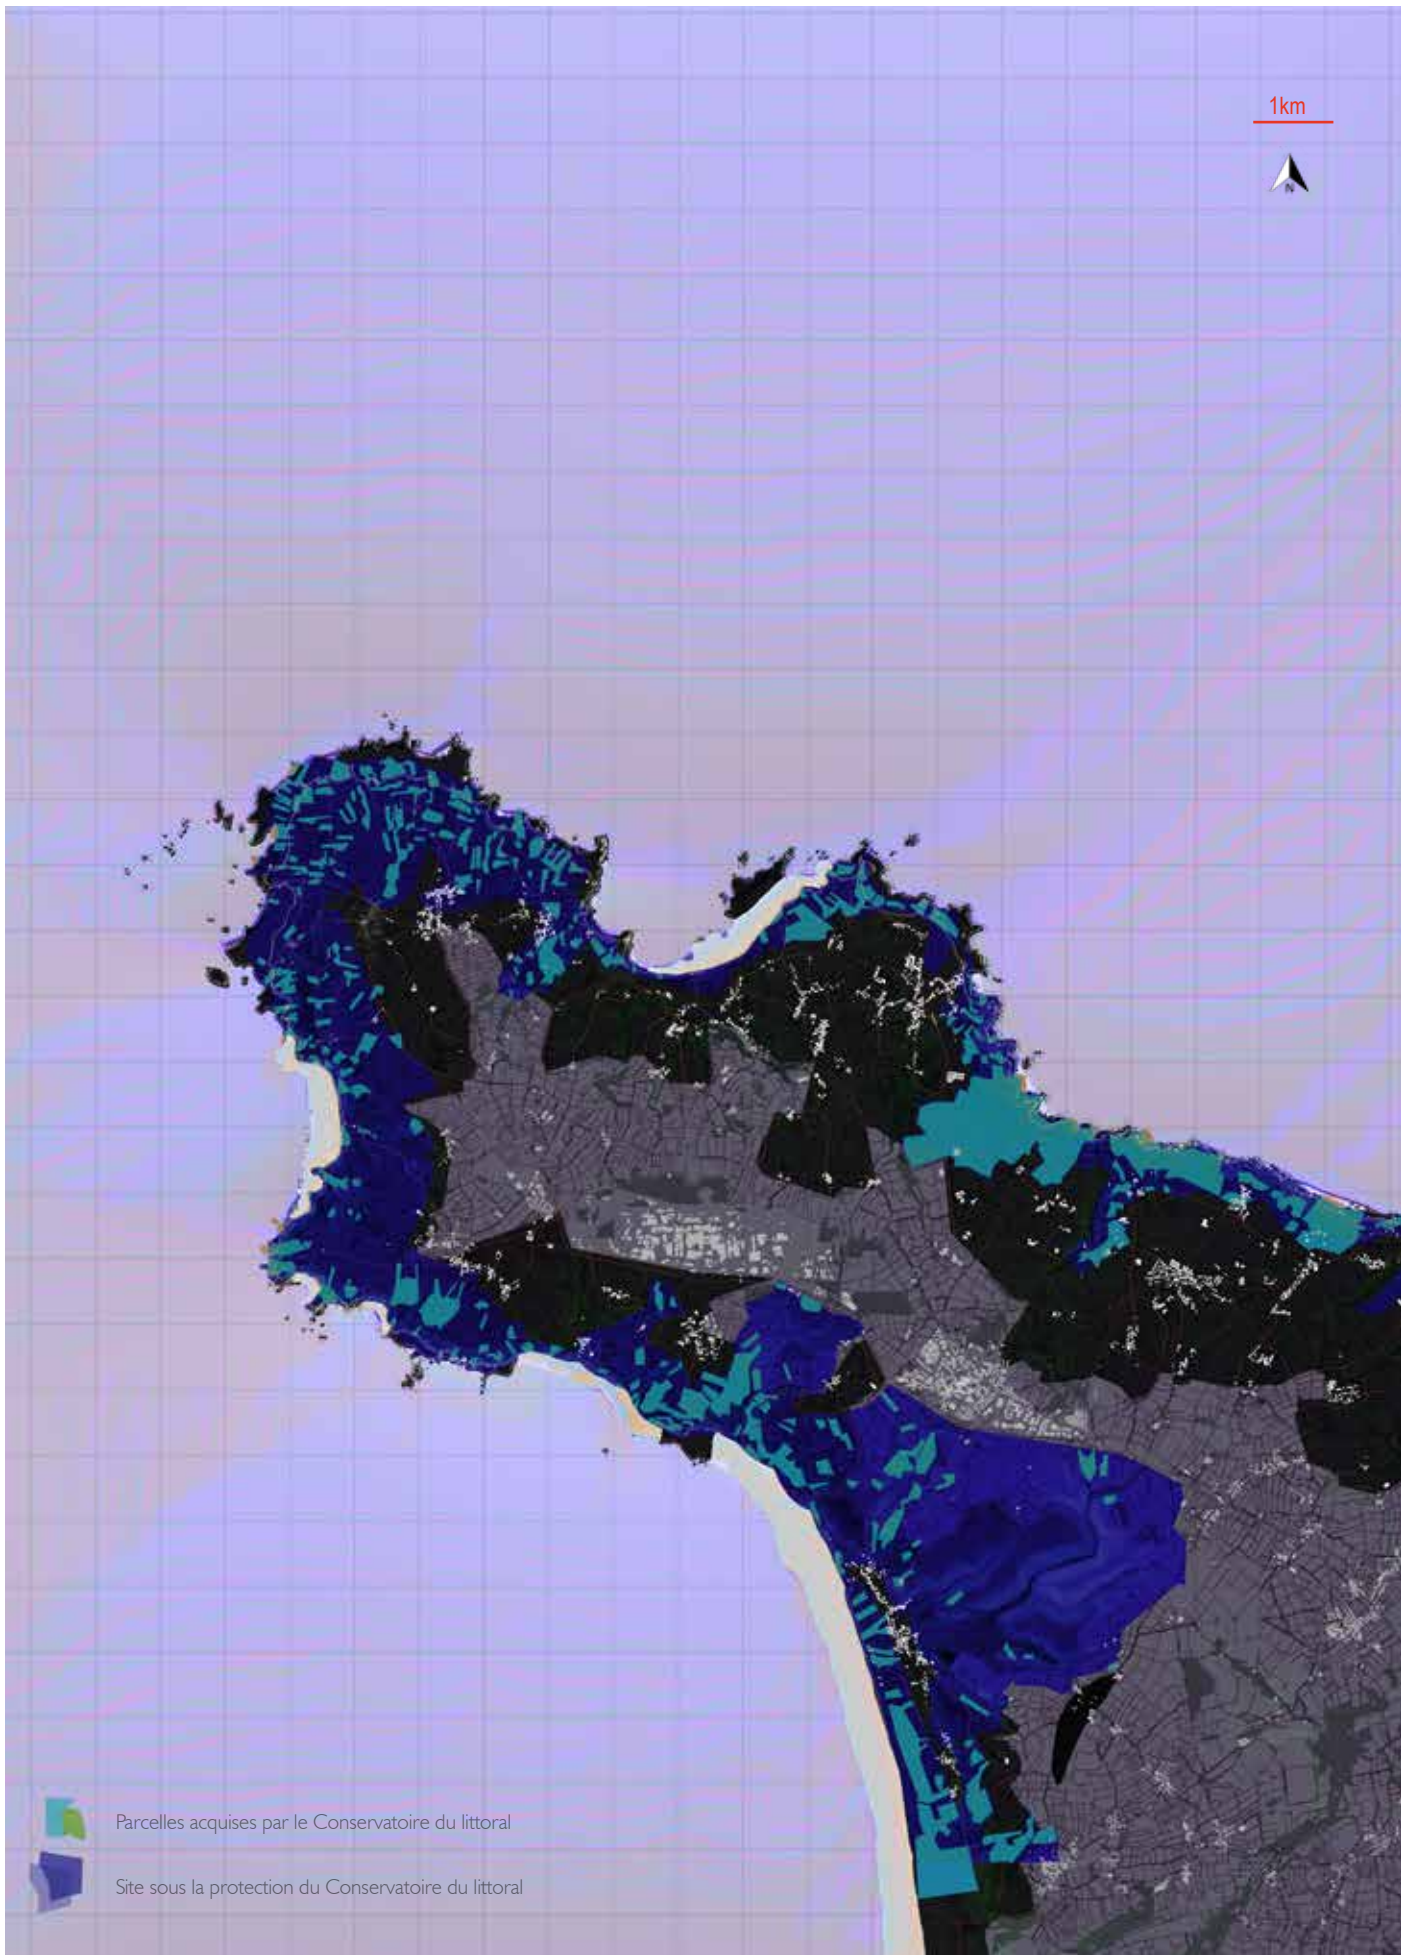 1km
N
Parcelles acquises par le Conservatoire du littoral
Site sous la protection du Conservatoire du littoral